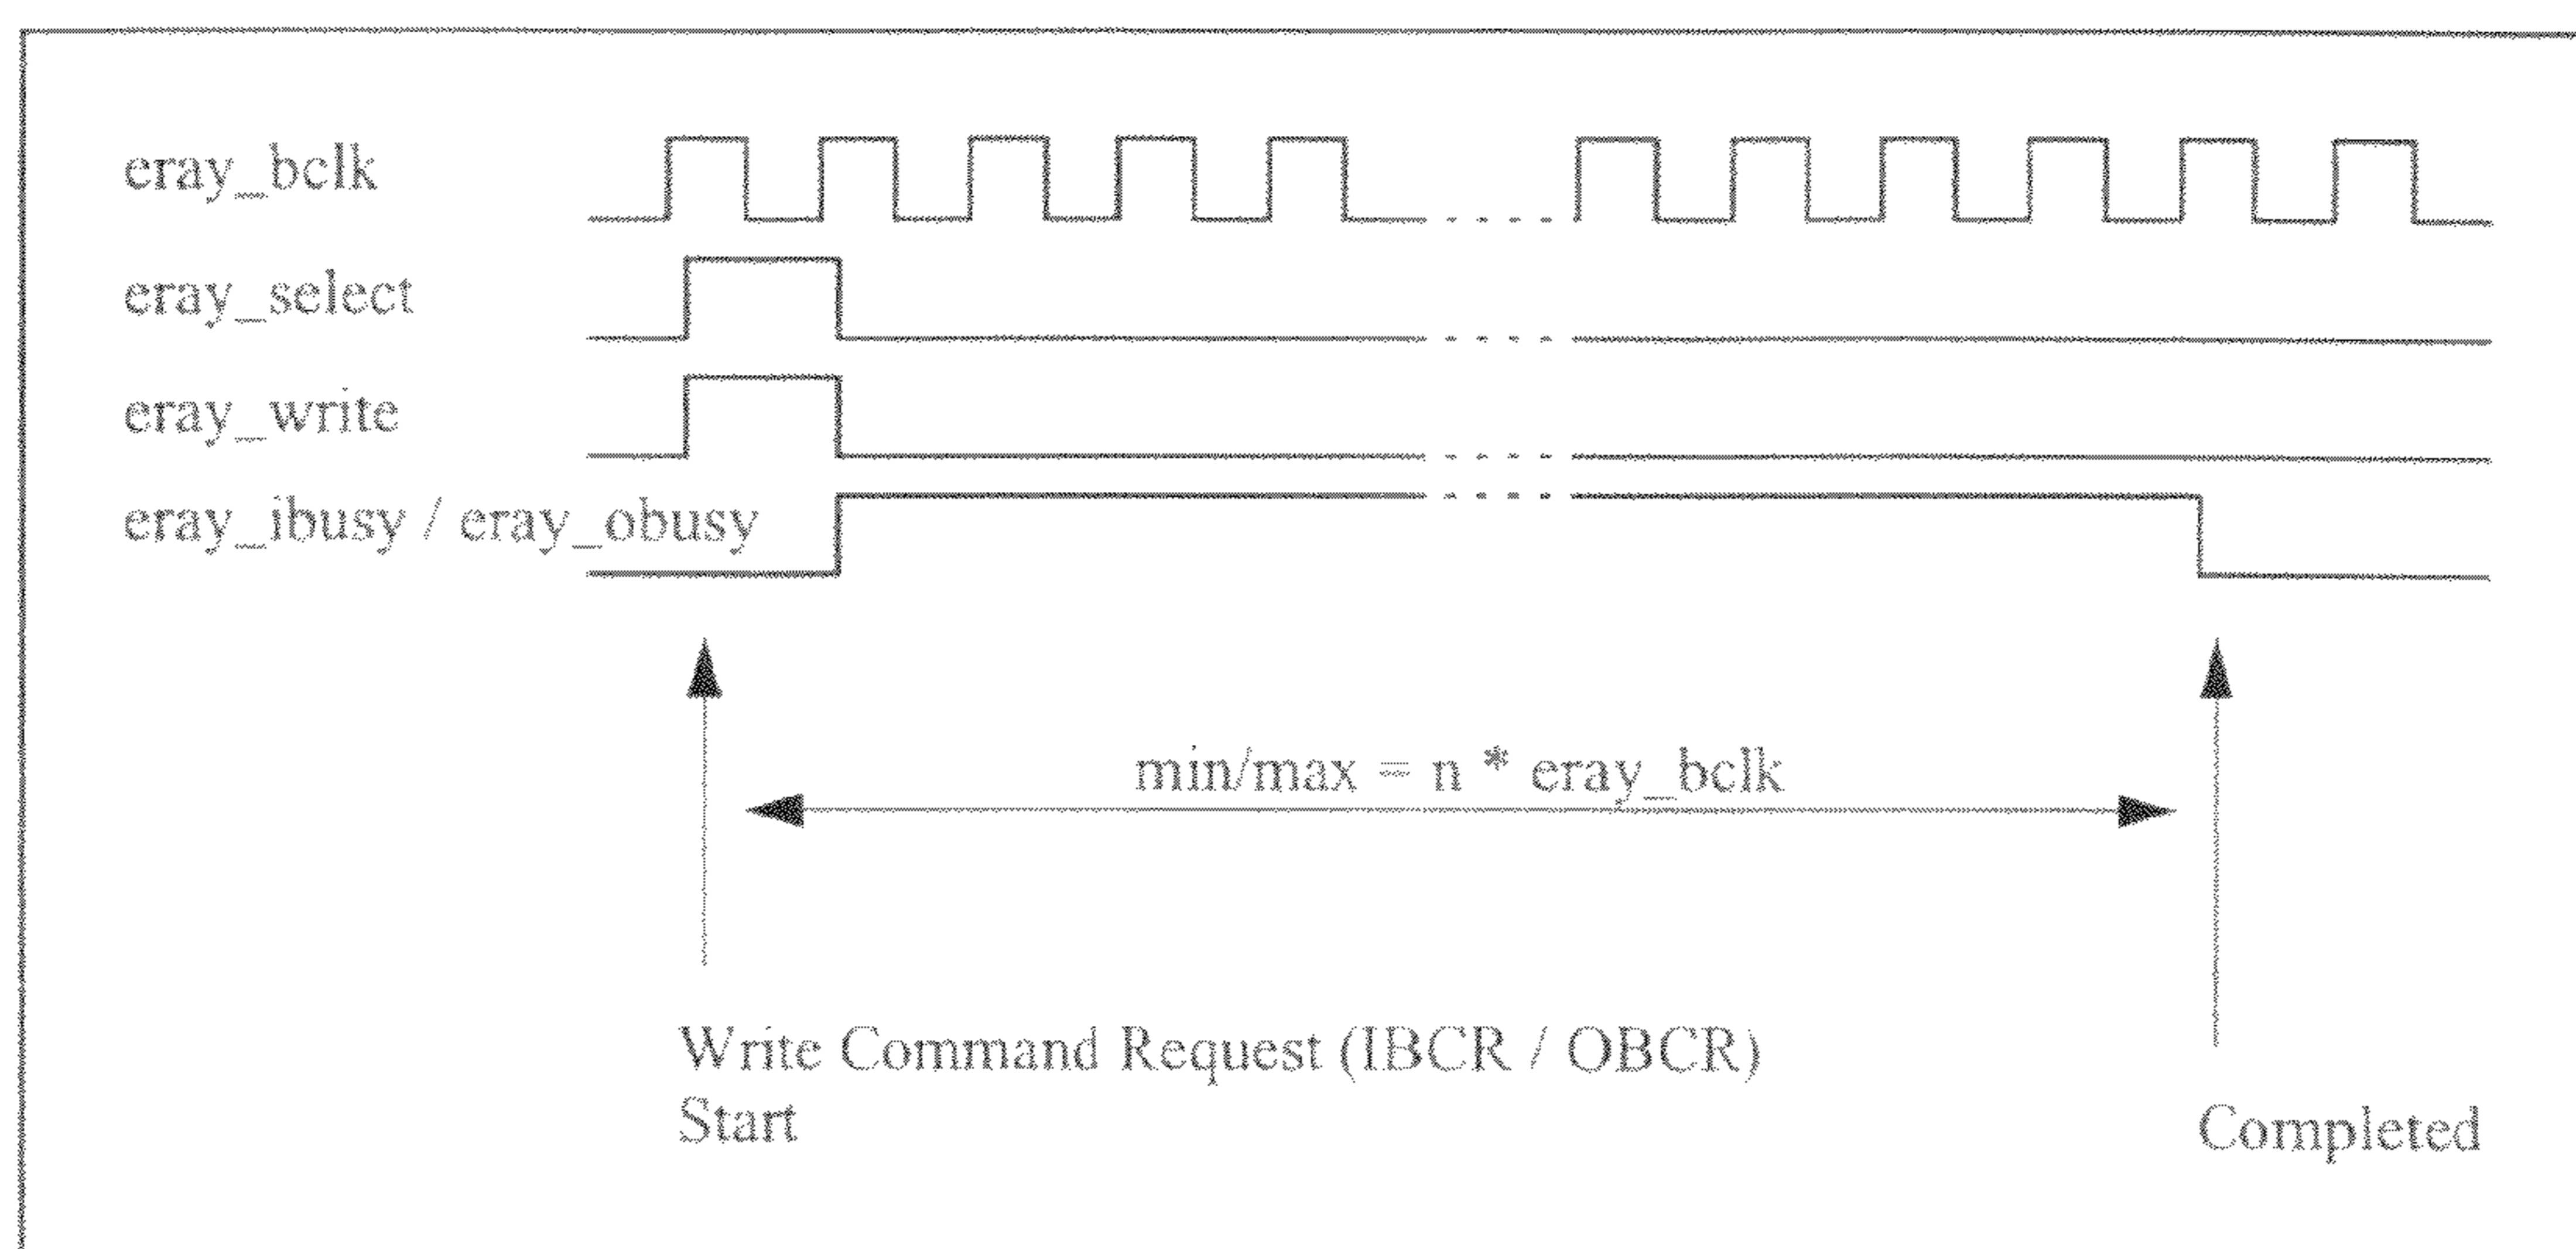 eray_bclk
eray_select
eray_write
eray_ibusy / eray_obusy
min/max = n * eray_bclk
Write Command Request (IBCR / OBCR)
Start
Completed